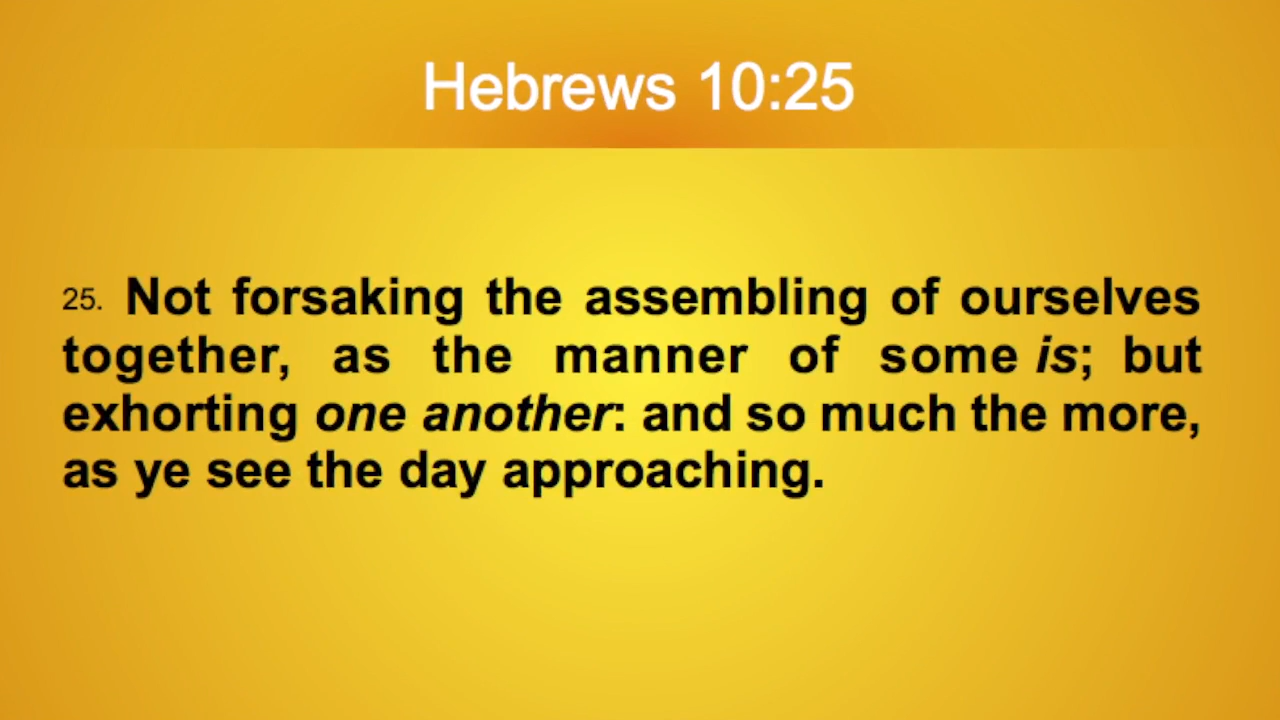 Hebrews 10:25
25. Not forsaking the assembling of ourselves
together, as the manner of some is; but
exhorting one another: and so much the more,
as ye see the day approaching.